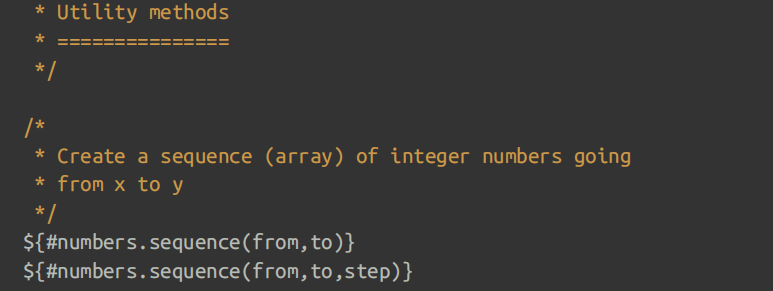 * Utility methods
* ===============
*/
/*
* Create a sequence (array) of integer numbers going
* from x to y
*/
${#numbers.sequence(from,to)}
${#numbers.sequence(from,to,step)}